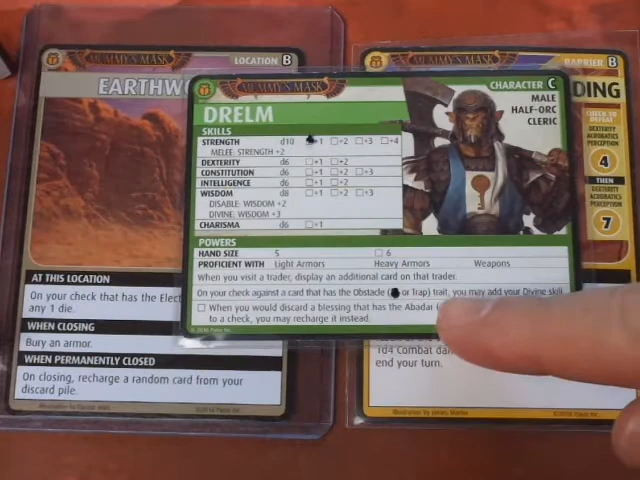 MUMMY'S MASK
LOCATION B
EARTHW
AT THIS LOCATION
On your check that has the Elect
any 1 die.
WHEN CLOSING
Bury an armor.
WHEN PERMANENTLY CLOSED
On closing, recharge a random card from your
discard pile.
MUMMY'S MASK
CHARACTER C
DRELM
MALE
HALF-ORC
CLERIC
SKILLS
STRENGTH d10 +1 +2 +3 +4
MELEE: STRENGTH +2
DEXTERITY d6 +1 +2
CONSTITUTION d6 +1 +2 +3
INTELLIGENCE d6 +1 +2
WISDOM d8 +1 +2 +3
DISABLE: WISDOM +2
DIVINE: WISDOM +3
CHARISMA d6 +1
POWERS
HAND SIZE 5 6
PROFICIENT WITH Light Armors Heavy Armors Weapons
When you visit a trader, display an additional card on that trader.
On your check against a card that has the Obstacle ( or Trap) trait, you may add your Divine skill
When you would discard a blessing that has the Abadar
to a check, you may recharge it instead.
MUMMY'S MASK
BARRIER B
DING
CHECK TO
DEFEAT
DEXTERITY
ACROBATICS
PERCEPTION
4
THEN
DEXTERITY
ACROBATICS
PERCEPTION
7
1d4 Combat dam
end your turn.